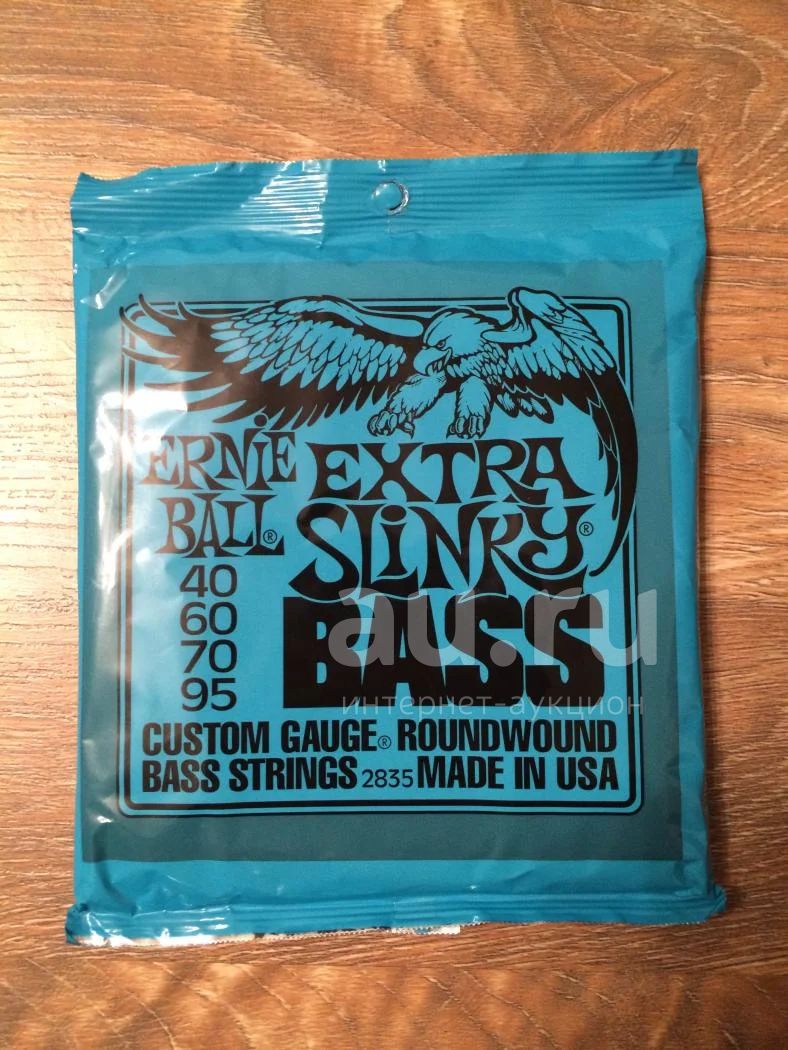 ERNIE
BALL®
EXTRA
SLINKY®
BASS
40
60
70
95
CUSTOM GAUGE® ROUNDWOUND
BASS STRINGS 2835 MADE IN USA
au.ru
интернет-аукцион